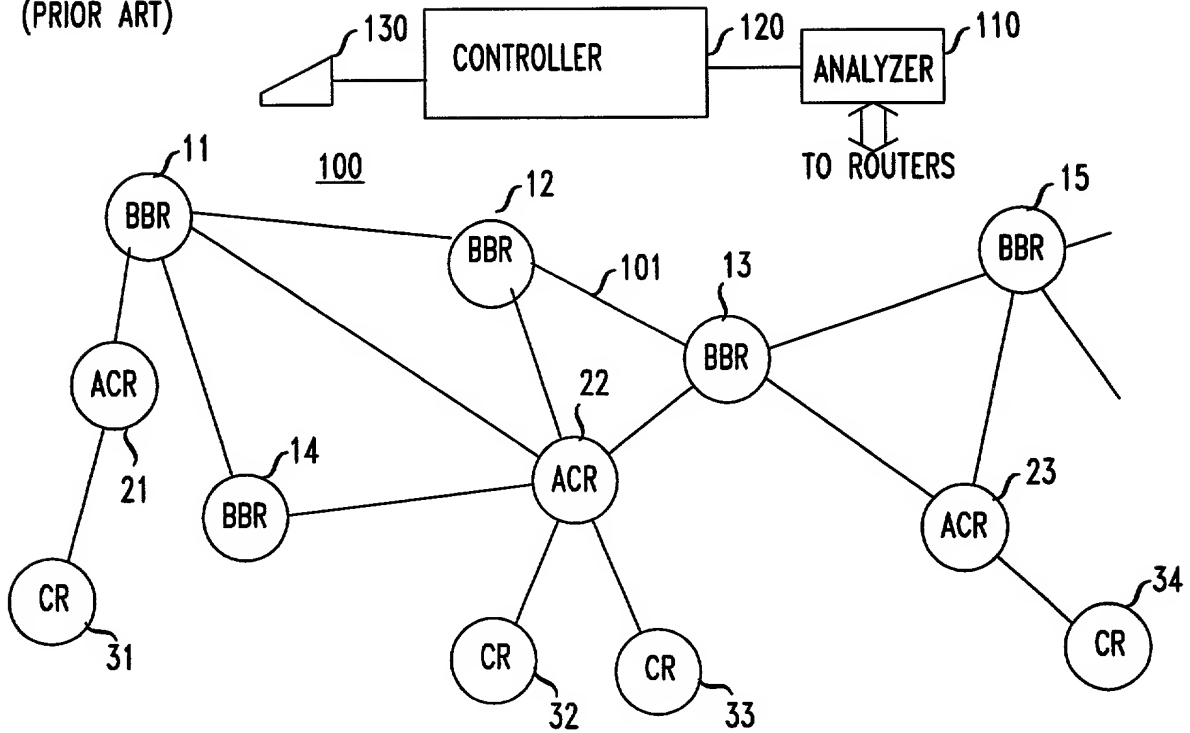 (PRIOR ART)
130
CONTROLLER
120
ANALYZER
110
TO ROUTERS
100
11
BBR
12
BBR
101
13
BBR
15
BBR
ACR
21
14
BBR
22
ACR
23
ACR
CR
31
CR
32
CR
33
34
CR